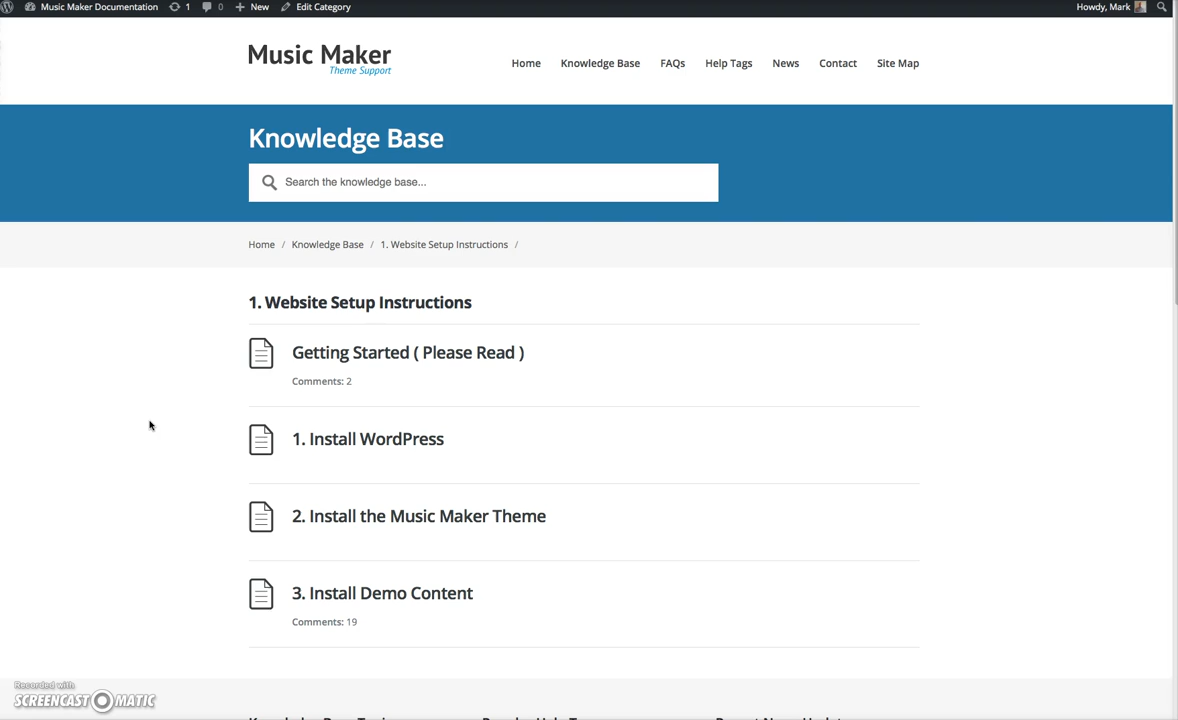 Music Maker Documentation 1 0 New Edit Category Howdy, Mark
Music Maker
Theme Support
Home Knowledge Base FAQs Help Tags News Contact Site Map
Knowledge Base
Search the knowledge base...
Home / Knowledge Base / 1. Website Setup Instructions /
1. Website Setup Instructions
Getting Started ( Please Read )
Comments: 2
1. Install WordPress
2. Install the Music Maker Theme
3. Install Demo Content
Comments: 19
Recorded with
SCREENCAST MATIC